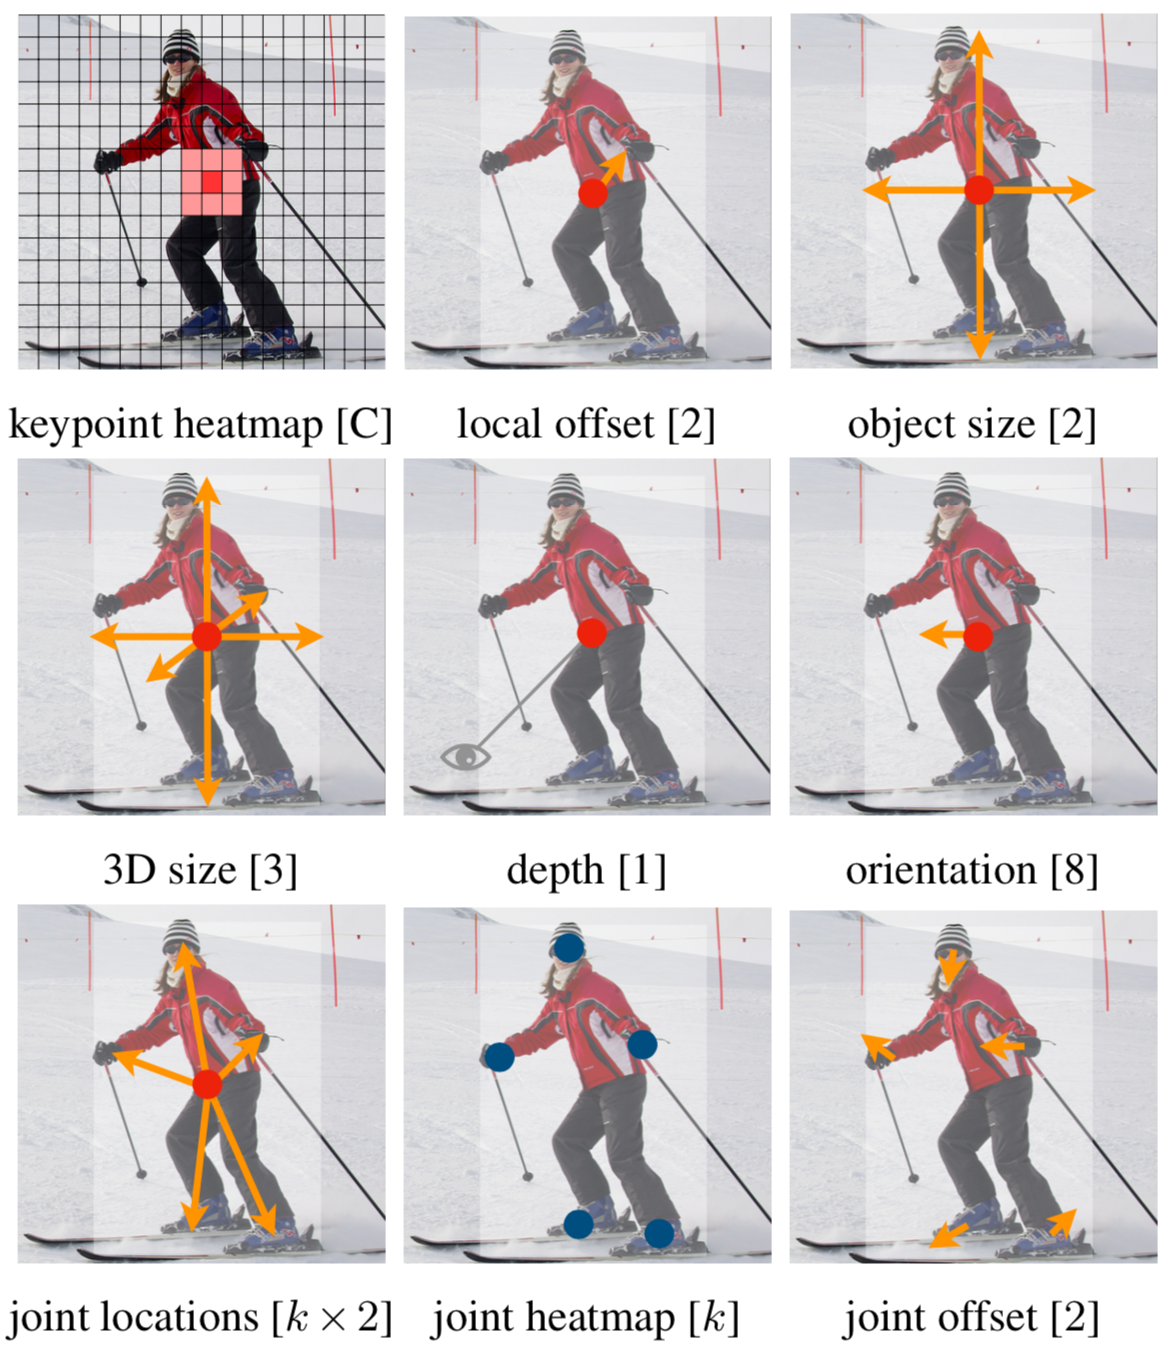 keypoint heatmap [C] local offset [2] object size [2]
3D size [3] depth [1] orientation [8]
joint locations [k × 2] joint heatmap [k] joint offset [2]